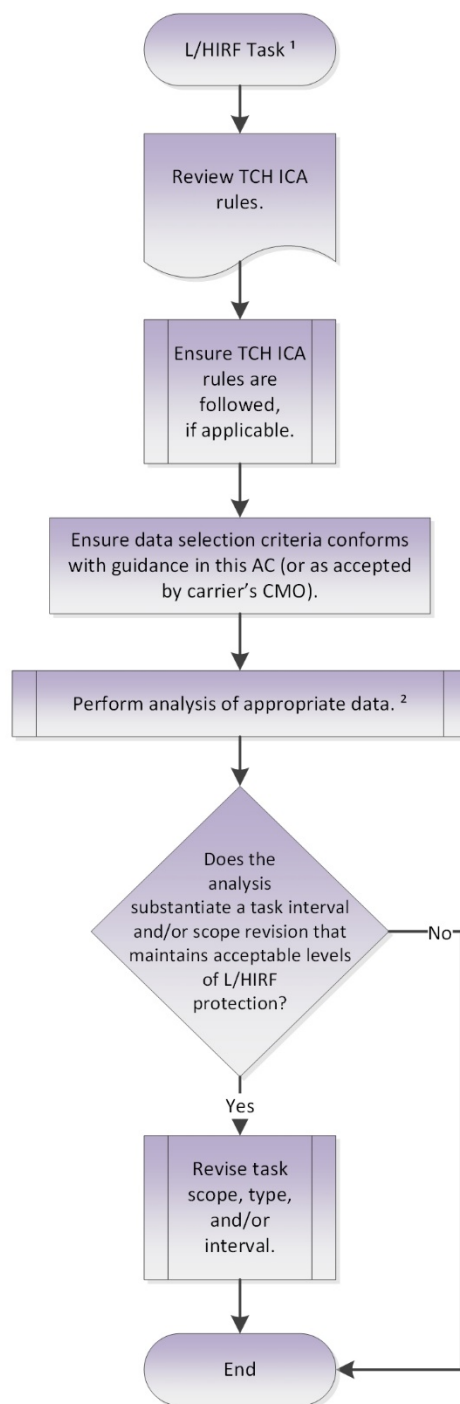 L/HIRF Task ¹
Review TCH ICA
rules.
Ensure TCH ICA
rules are
followed,
if applicable.
Ensure data selection criteria conforms
with guidance in this AC (or as accepted
by carrier’s CMO).
Perform analysis of appropriate data. ²
Does the
analysis
substantiate a task interval
and/or scope revision that
maintains acceptable levels
of L/HIRF
protection?
No
Yes
Revise task
scope, type,
and/or
interval.
End